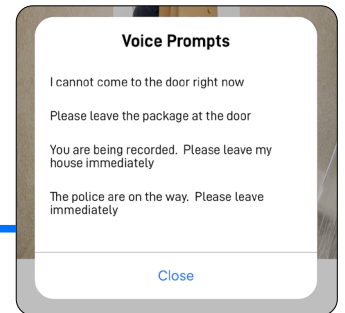 Voice Prompts
I cannot come to the door right now
Please leave the package at the door
You are being recorded.  Please leave my
house immediately
The police are on the way.  Please leave
immediately
Close